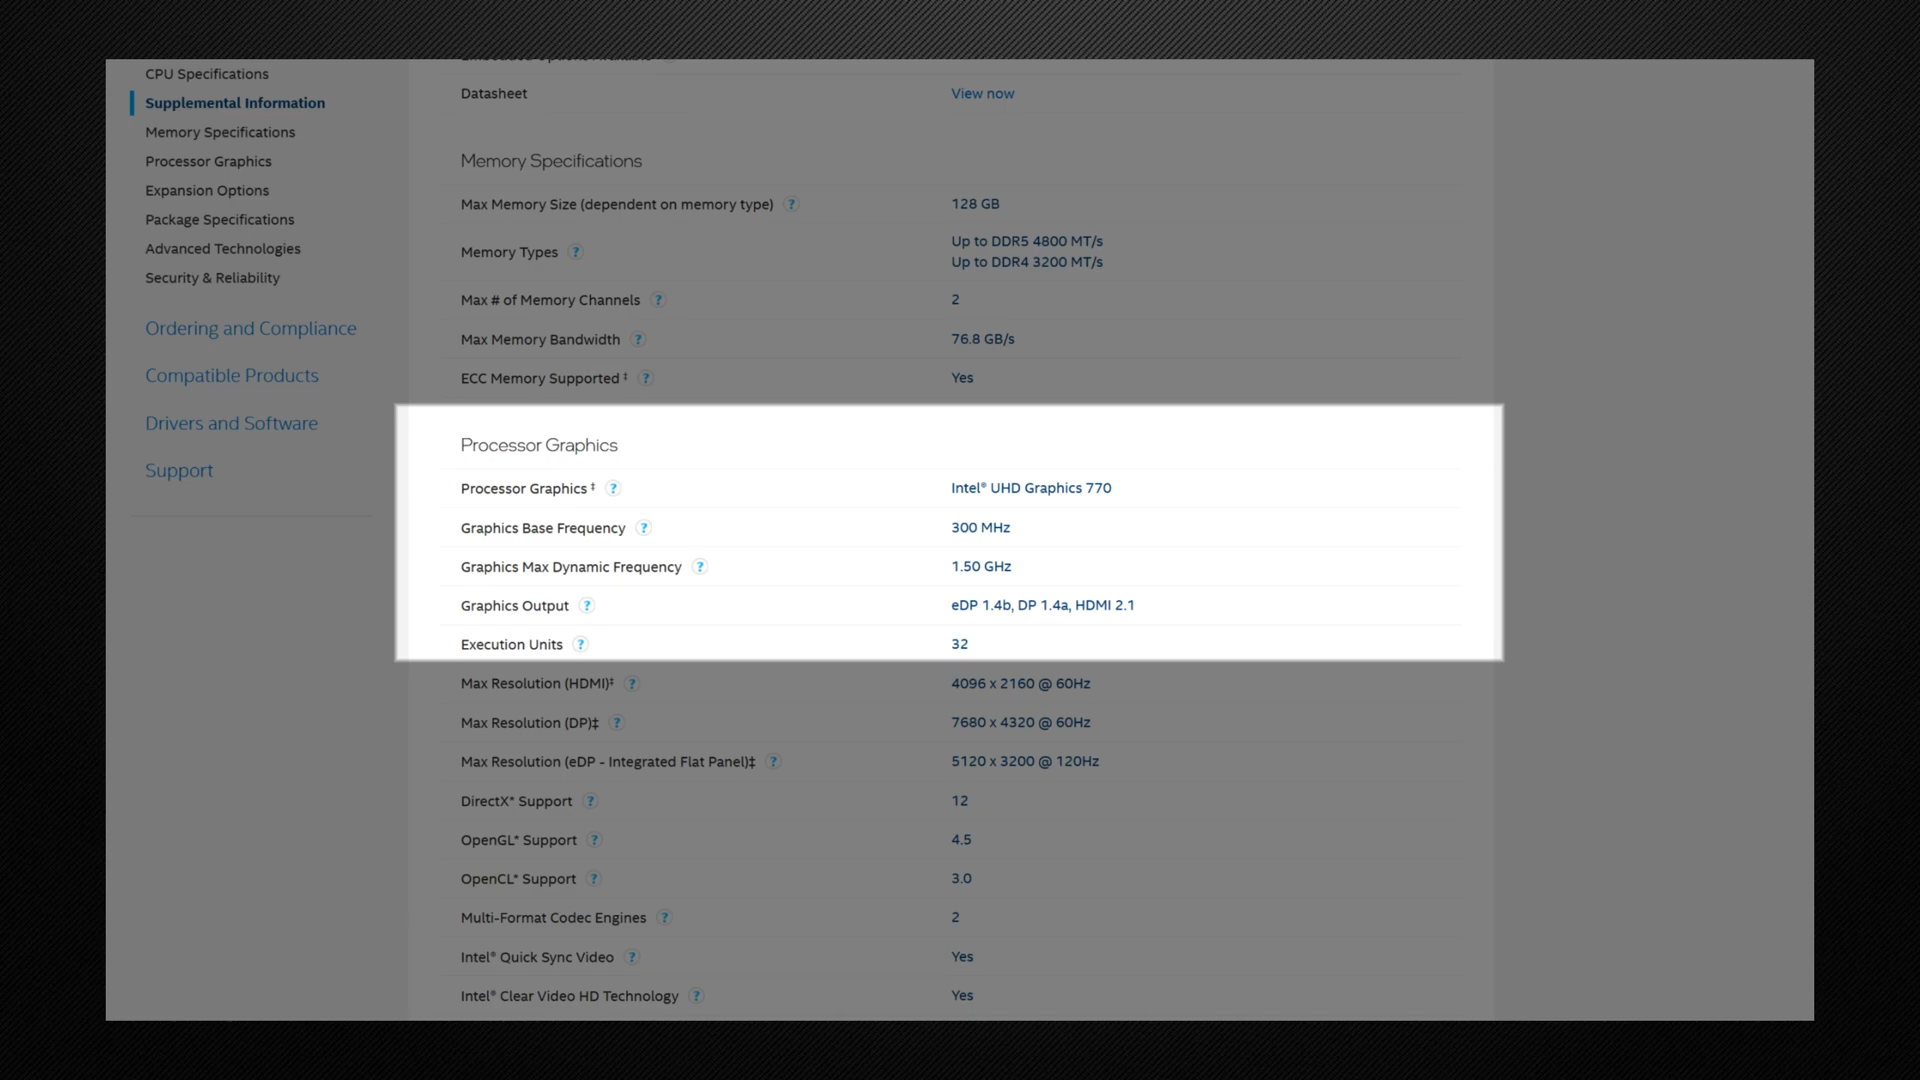 CPU Specifications
Supplemental Information
Memory Specifications
Processor Graphics
Expansion Options
Package Specifications
Advanced Technologies
Security & Reliability
Ordering and Compliance
Compatible Products
Drivers and Software
Support
Datasheet View now
Memory Specifications
Max Memory Size (dependent on memory type) ? 128 GB
Memory Types ? Up to DDR5 4800 MT/s
Up to DDR4 3200 MT/s
Max # of Memory Channels ? 2
Max Memory Bandwidth ? 76.8 GB/s
ECC Memory Supported ‡ ? Yes
Processor Graphics
Processor Graphics ‡ ? Intel® UHD Graphics 770
Graphics Base Frequency ? 300 MHz
Graphics Max Dynamic Frequency ? 1.50 GHz
Graphics Output ? eDP 1.4b, DP 1.4a, HDMI 2.1
Execution Units ? 32
Max Resolution (HDMI)‡ ? 4096 x 2160 @ 60Hz
Max Resolution (DP)‡ ? 7680 x 4320 @ 60Hz
Max Resolution (eDP - Integrated Flat Panel)‡ ? 5120 x 3200 @ 120Hz
DirectX* Support ? 12
OpenGL* Support ? 4.5
OpenCL* Support ? 3.0
Multi-Format Codec Engines ? 2
Intel® Quick Sync Video ? Yes
Intel® Clear Video HD Technology ? Yes